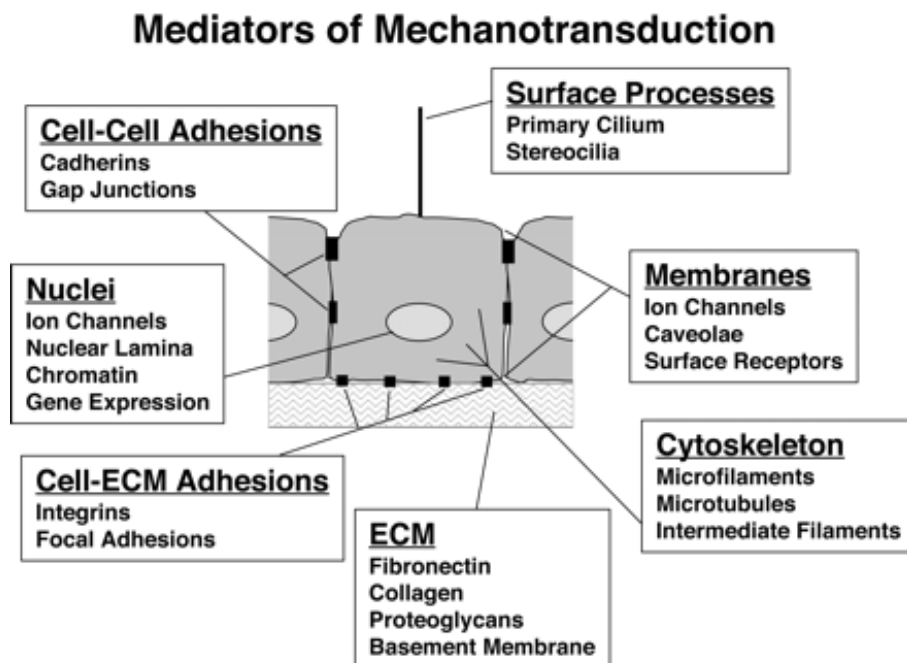 Mediators of Mechanotransduction
Surface Processes
Primary Cilium
Stereocilia
Cell-Cell Adhesions
Cadherins
Gap Junctions
Membranes
Ion Channels
Caveolae
Surface Receptors
Nuclei
Ion Channels
Nuclear Lamina
Chromatin
Gene Expression
Cytoskeleton
Microfilaments
Microtubules
Intermediate Filaments
Cell-ECM Adhesions
Integrins
Focal Adhesions
ECM
Fibronectin
Collagen
Proteoglycans
Basement Membrane